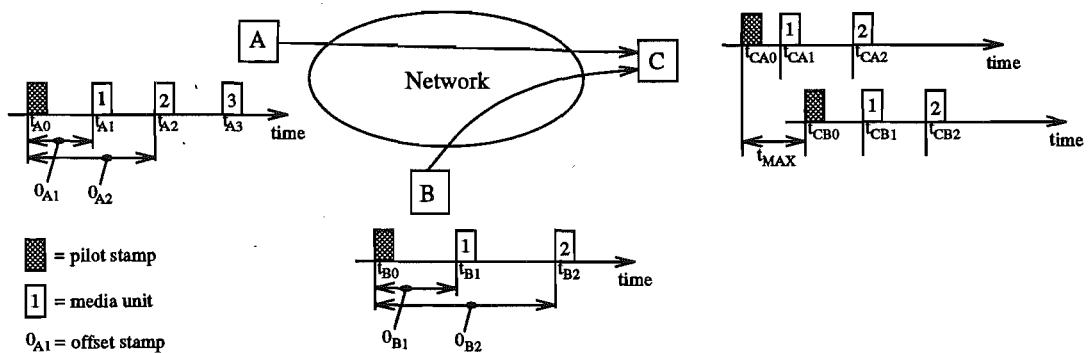 A
Network
C
B
1 2 3
t_A0 t_A1 t_A2 t_A3
time
0_A1 0_A2
1 2
t_CA0 t_CA1 t_CA2
time
1 2
t_CB0 t_CB1 t_CB2
time
t_MAX
1 2
t_B0 t_B1 t_B2
time
0_B1 0_B2
= pilot stamp
1 = media unit
0_A1 = offset stamp